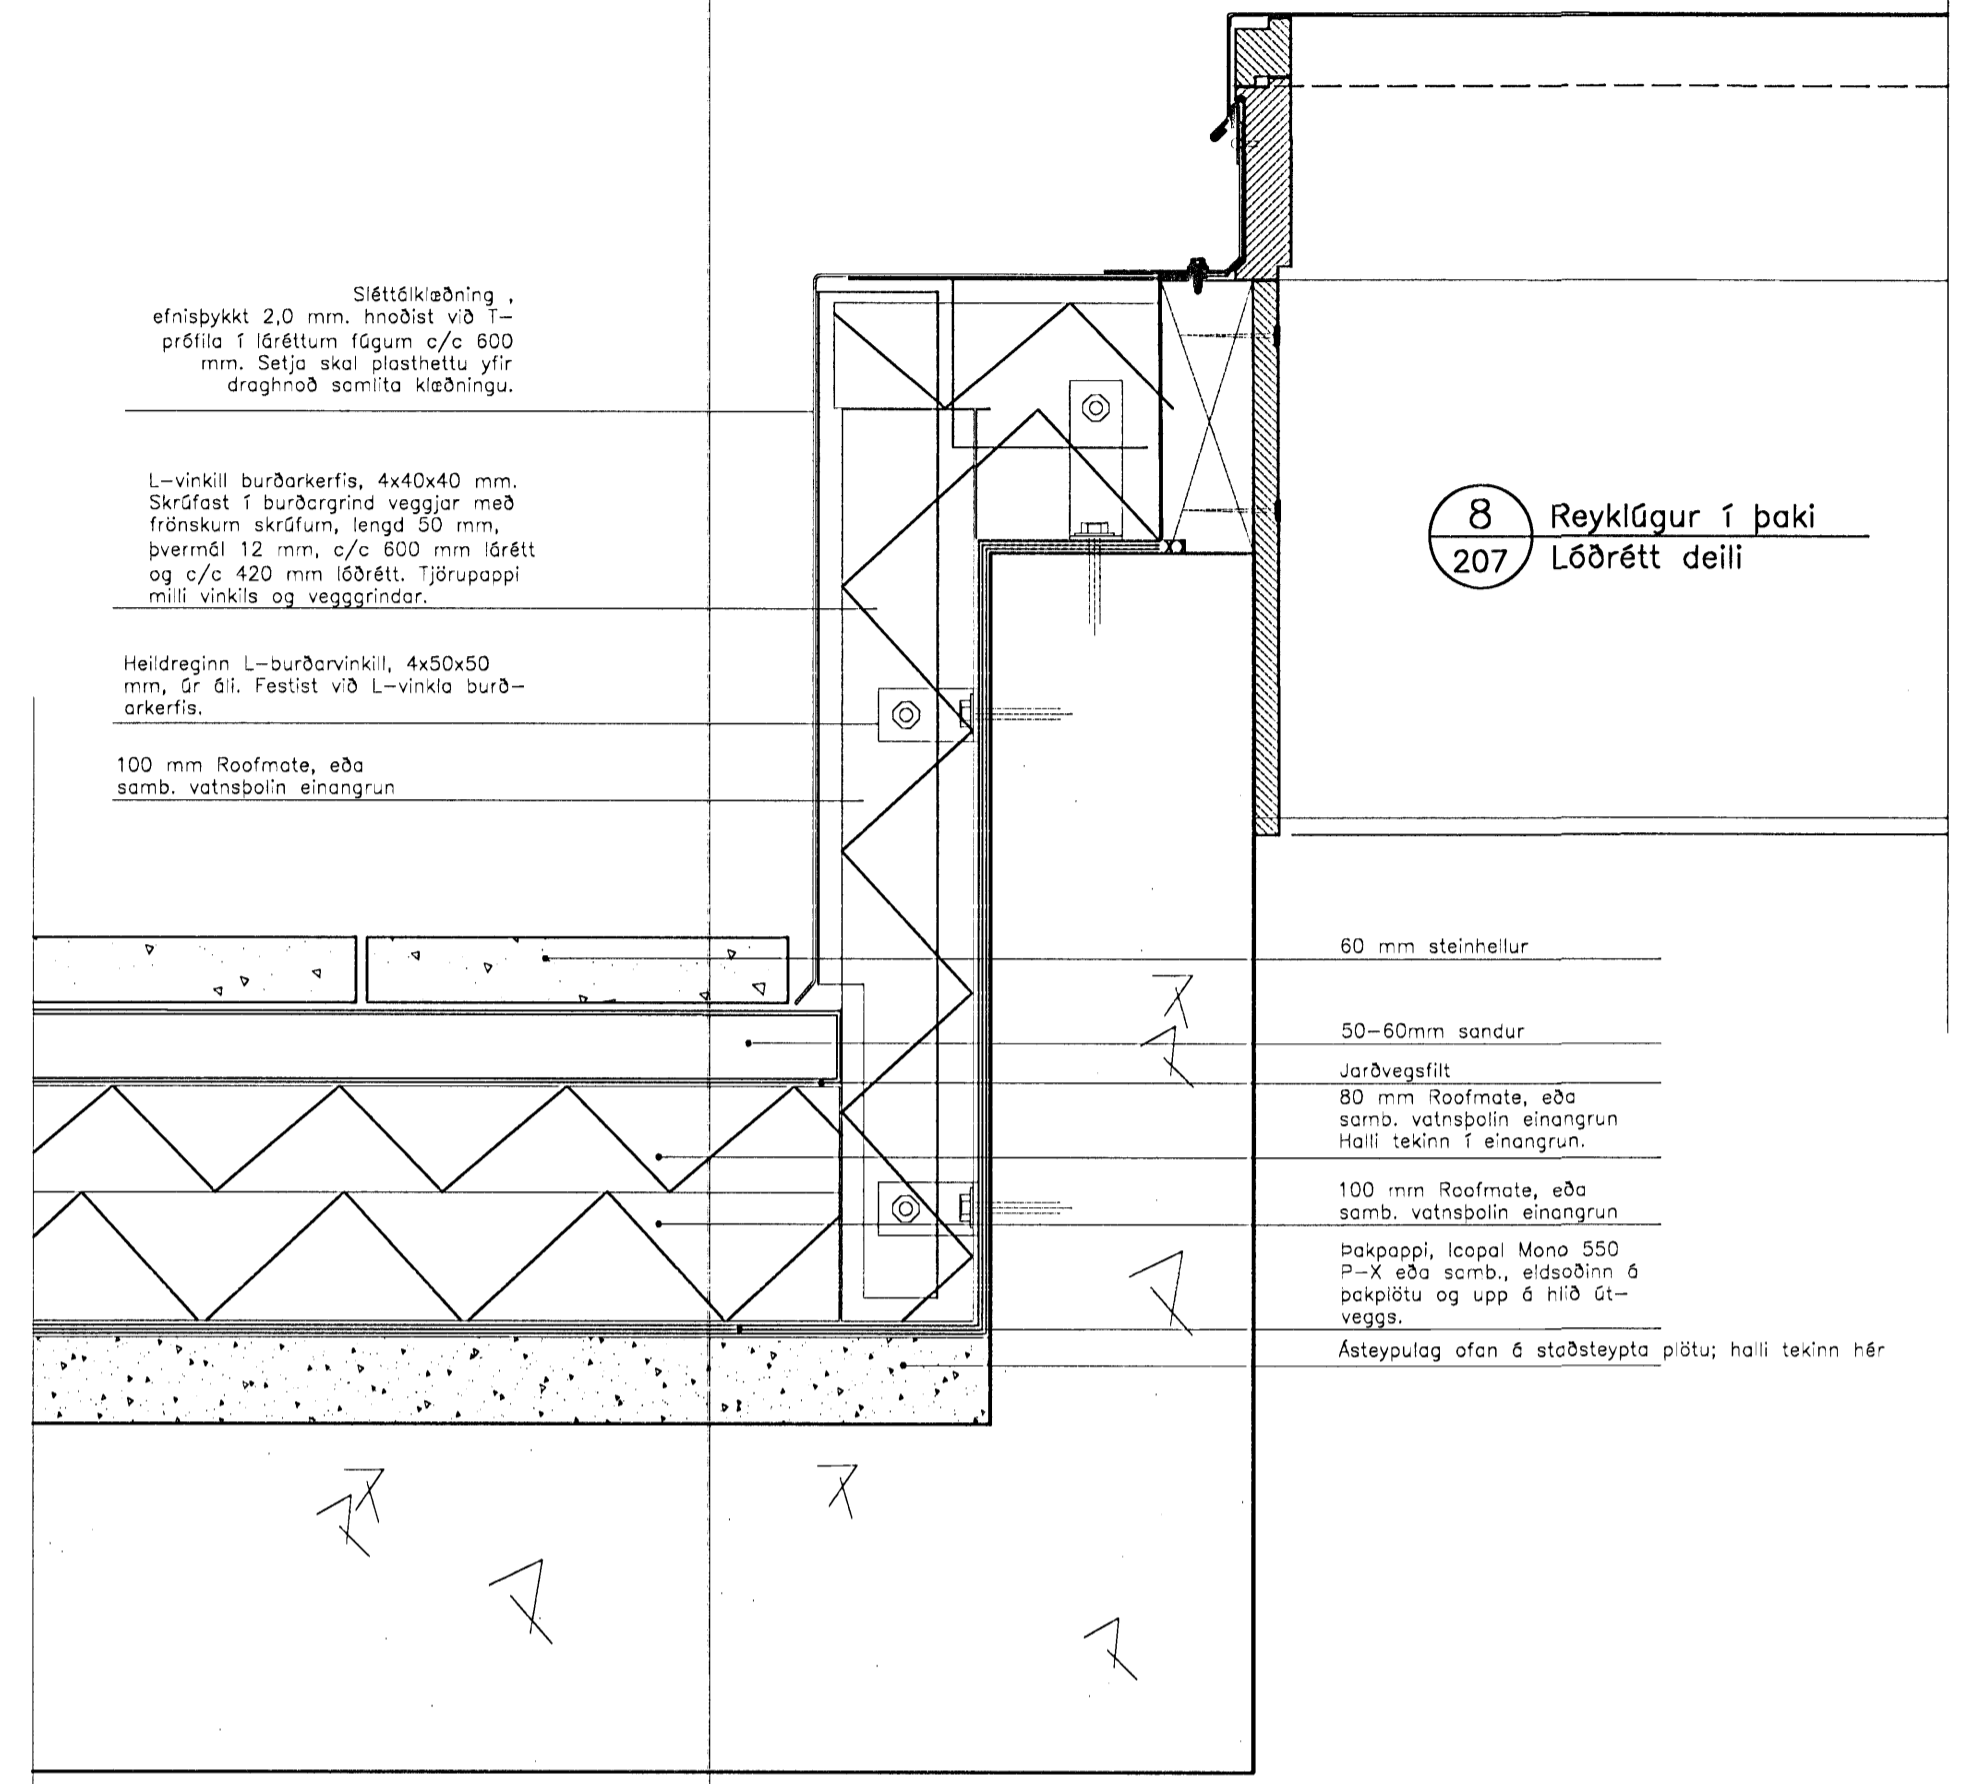 Sléttálklæðning ,
efnisþykkt 2,0 mm. hnoðist við T-
prófíla í láréttum fúgum c/c 600
mm. Setja skal plasthettu yfir
draghnoð samlita klæðningu.
L-vinkill burðarkerfis, 4x40x40 mm.
Skrúfast í burðargrind veggjar með
frönskum skrúfum, lengd 50 mm,
þvermál 12 mm, c/c 600 mm lárétt
og c/c 420 mm lóðrétt. Tjörupappi
milli vinkils og vegggrindar.
Heildreginn L-burðarvinkill, 4x50x50
mm, úr áli. Festist við L-vinkla burð-
arkerfis.
100 mm Roofmate, eða
samb. vatnsþolin einangrun
8
207
Reyklúgur í þaki
Lóðrétt deili
60 mm steinhellur
50-60mm sandur
Jarðvegsfilt
80 mm Roofmate, eða
samb. vatnsþolin einangrun
Halli tekinn í einangrun.
100 mm Roofmate, eða
samb. vatnsþolin einangrun
Þakpappi, Icopal Mono 550
P-X eða samb., eldsoðinn á
þakplötu og upp á hlið út-
veggs.
Ásteypulag ofan á staðsteypta plötu; halli tekinn hér